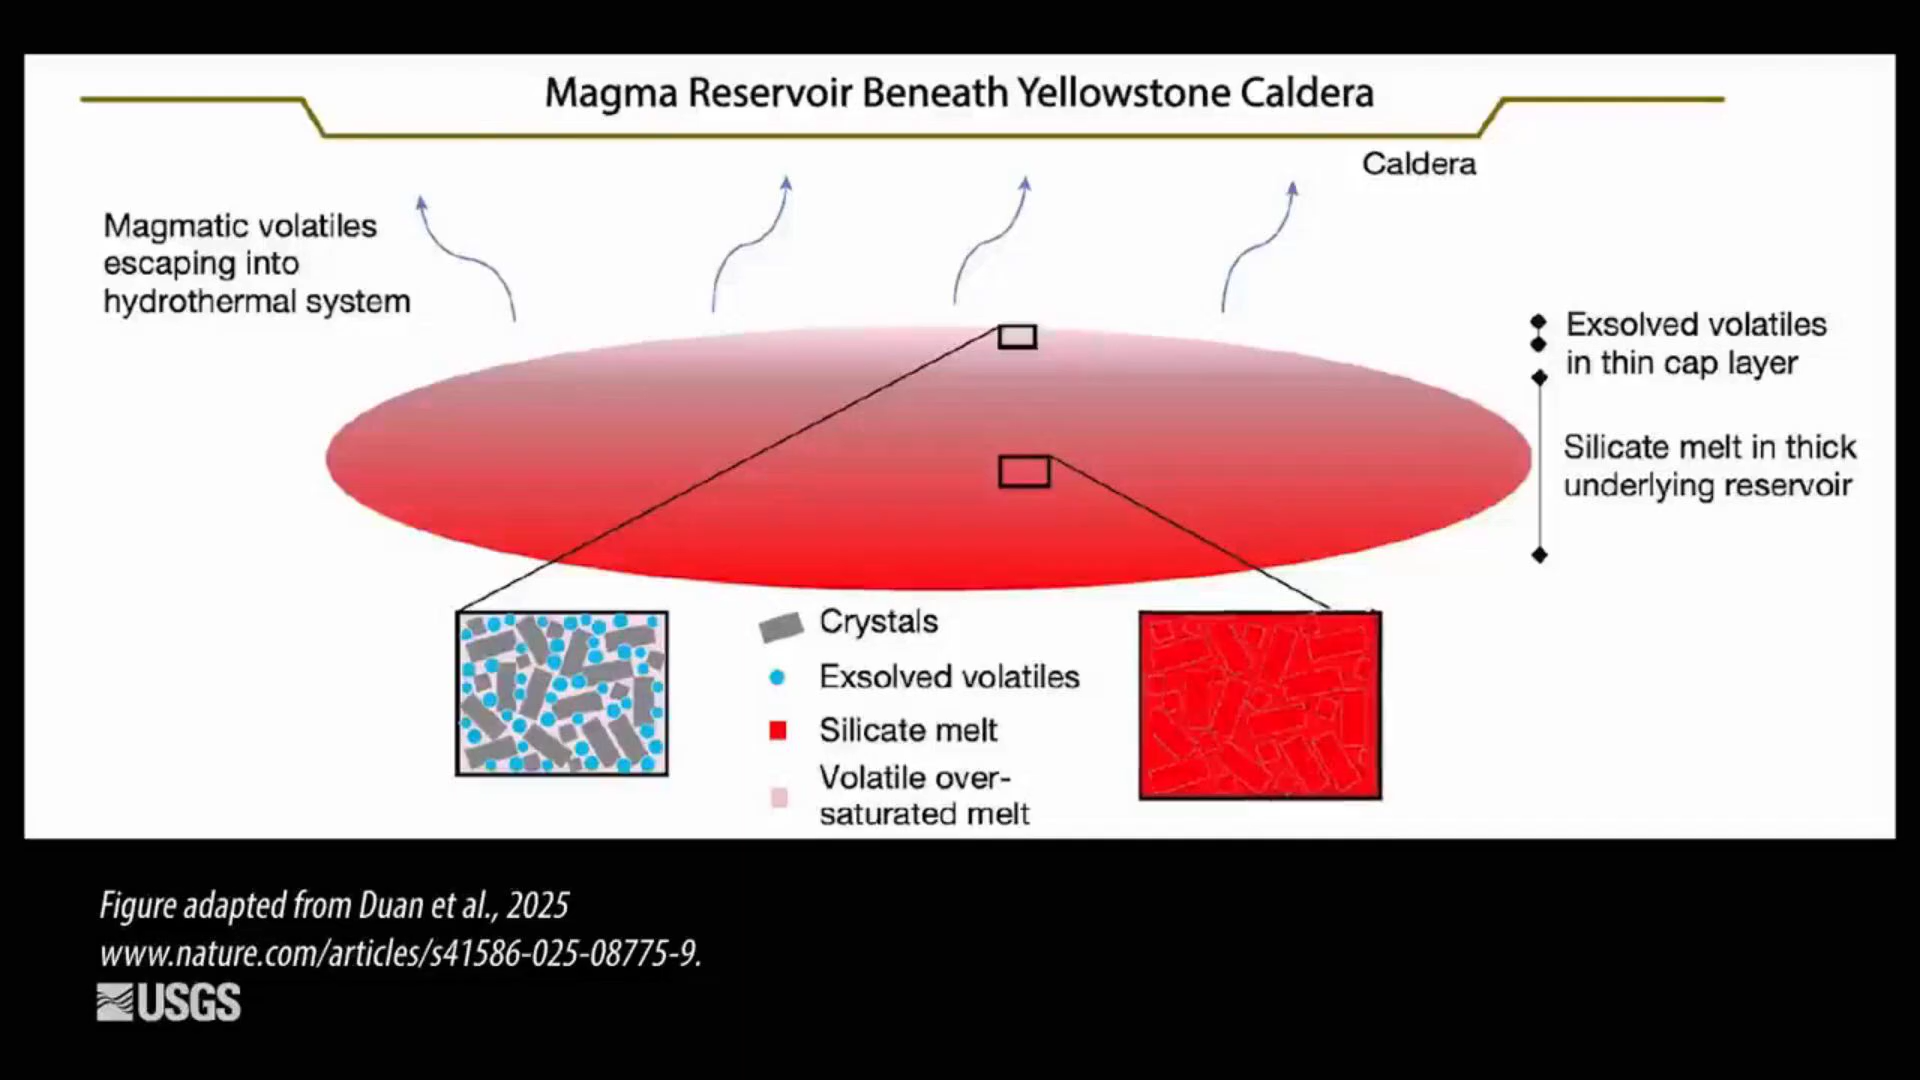 Magma Reservoir Beneath Yellowstone Caldera
Caldera
Magmatic volatiles
escaping into
hydrothermal system
Exsolved volatiles
in thin cap layer
Silicate melt in thick
underlying reservoir
Crystals
Exsolved volatiles
Silicate melt
Volatile over-
saturated melt
Figure adapted from Duan et al., 2025
www.nature.com/articles/s41586-025-08775-9.
USGS